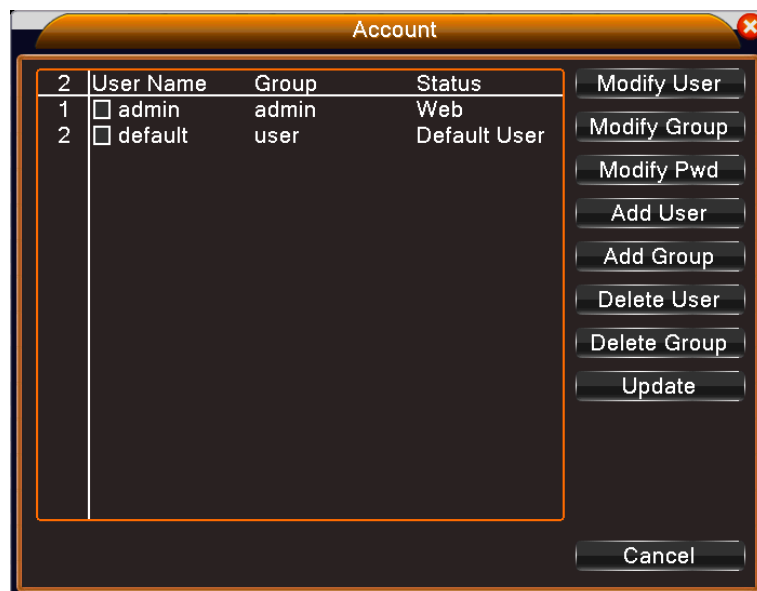 Account
2 User Name Group Status
1 admin admin Web
2 default user Default User
Modify User
Modify Group
Modify Pwd
Add User
Add Group
Delete User
Delete Group
Update
Cancel